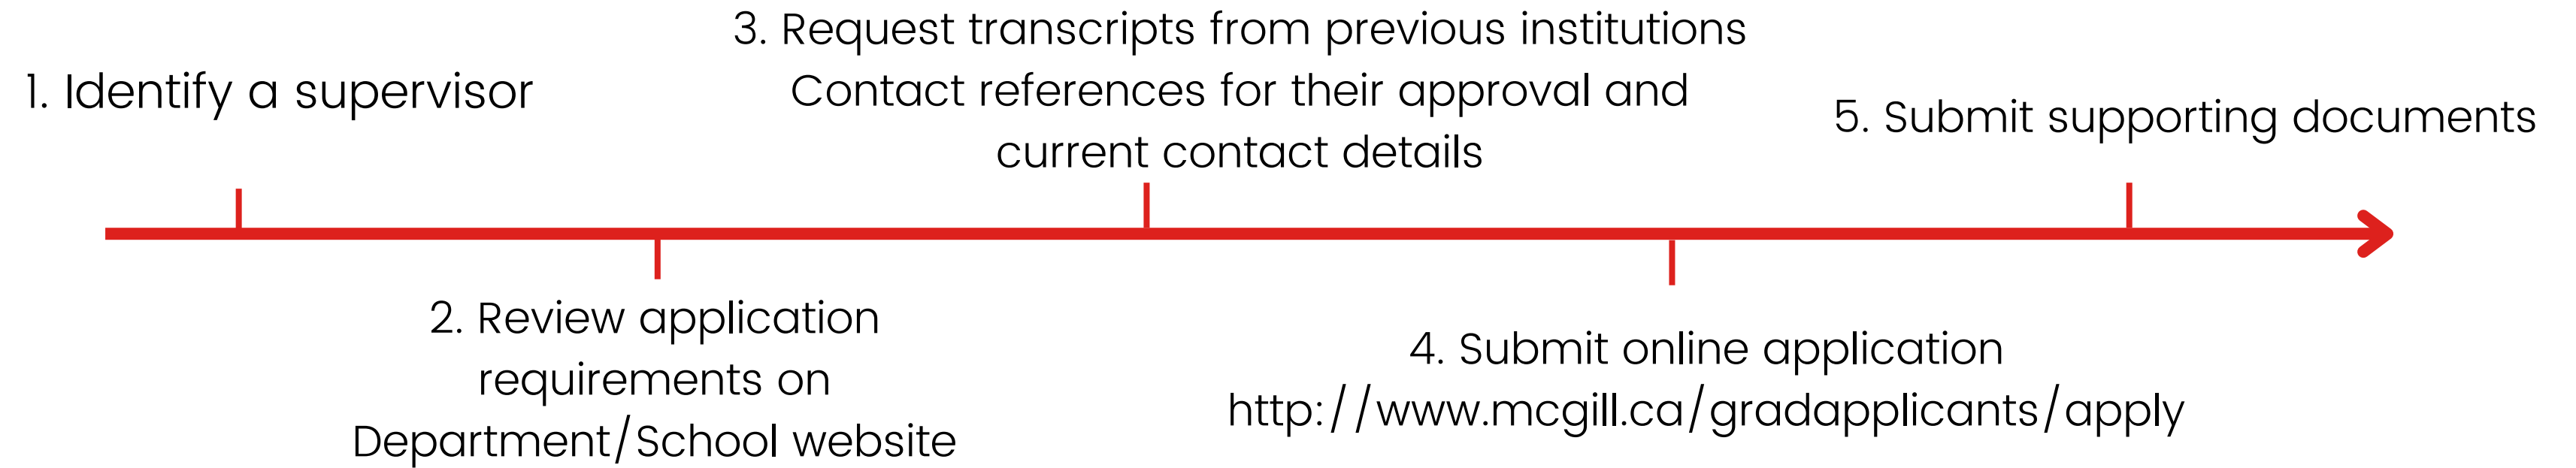 1. Identify a supervisor
2. Review application
requirements on
Department/School website
3. Request transcripts from previous institutions
Contact references for their approval and
current contact details
4. Submit online application
http://www.mcgill.ca/gradapplicants/apply
5. Submit supporting documents